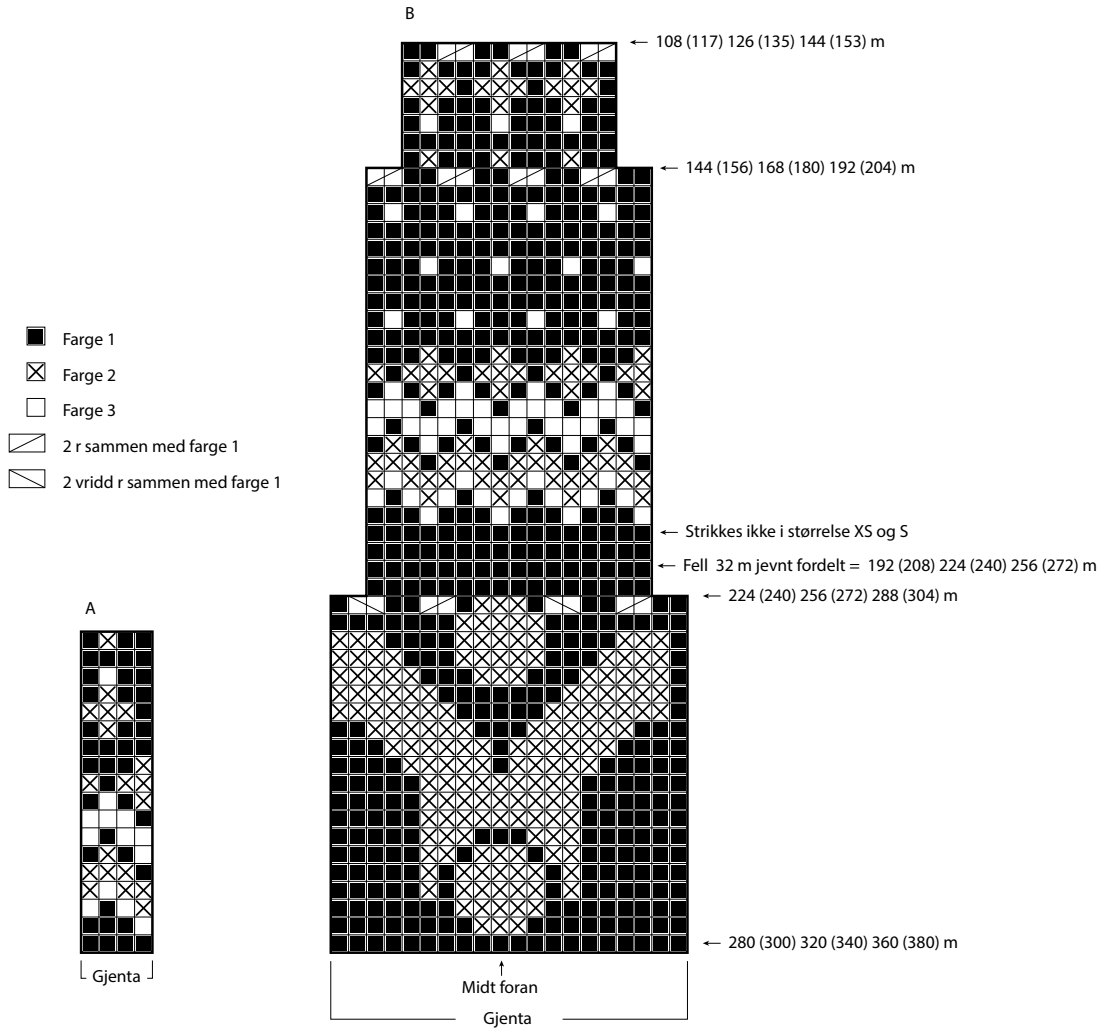 B
← 108 (117) 126 (135) 144 (153) m
← 144 (156) 168 (180) 192 (204) m
Farge 1
Farge 2
Farge 3
2 r sammen med farge 1
2 vridd r sammen med farge 1
← Strikkes ikke i størrelse XS og S
← Fell 32 m jevnt fordelt = 192 (208) 224 (240) 256 (272) m
← 224 (240) 256 (272) 288 (304) m
A
← 280 (300) 320 (340) 360 (380) m
Gjenta
Midt foran
Gjenta